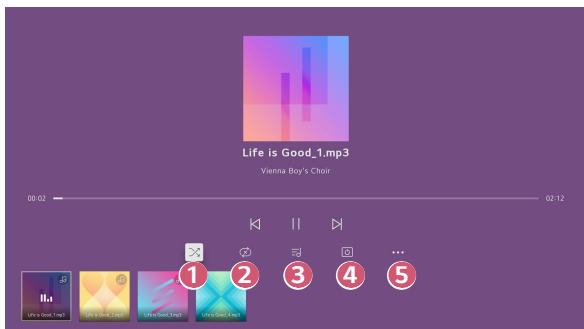 Life is Good_1.mp3
Vienna Boy's Choir
00:02 02:12
1 2 3 4 5
Life is Good_1.mp3 Life is Good_2.mp3 Life is Good_3.mp3 Life is Good_4.mp3